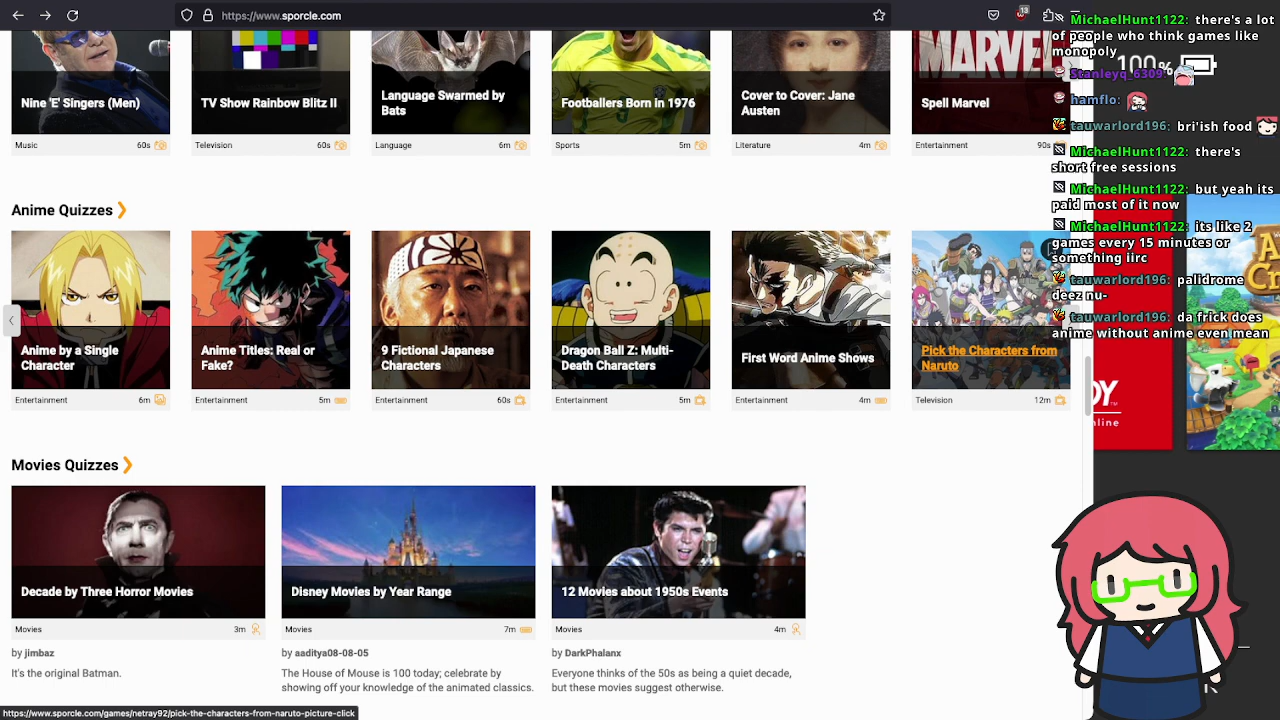 https://www.sporcle.com
13
Nine 'E' Singers (Men)
Music 60s
TV Show Rainbow Blitz II
Television 60s
Language Swarmed by
Bats
Language 6m
Footballers Born in 1976
Sports 5m
Cover to Cover: Jane
Austen
Literature 4m
MARVEL
Spell Marvel
Entertainment 90s
Anime Quizzes
Anime by a Single
Character
Entertainment 6m
Anime Titles: Real or
Fake?
Entertainment 5m
9 Fictional Japanese
Characters
Entertainment 60s
Dragon Ball Z: Multi-
Death Characters
Entertainment 5m
First Word Anime Shows
Entertainment 4m
Pick the Characters from
Naruto
Television 12m
Movies Quizzes
Decade by Three Horror Movies
Movies 3m
by jimbaz
It's the original Batman.
Disney Movies by Year Range
Movies 7m
by aaditya08-08-05
The House of Mouse is 100 today; celebrate by
showing off your knowledge of the animated classics.
12 Movies about 1950s Events
Movies 4m
by DarkPhalanx
Everyone thinks of the 50s as being a quiet decade,
but these movies suggest otherwise.
https://www.sporcle.com/games/netray92/pick-the-characters-from-naruto-picture-click
MichaelHunt1122: there's a lot
of people who think games like
monopoly
100%
Stanleyq_6309:
hamflo:
tauwarlord196: bri'ish food
MichaelHunt1122: there's
short free sessions
MichaelHunt1122: but yeah its
paid most of it now
MichaelHunt1122: its like 2
games every 15 minutes or
something iirc
tauwarlord196: palidrome
deez nu-
tauwarlord196: da frick does
anime without anime even mean